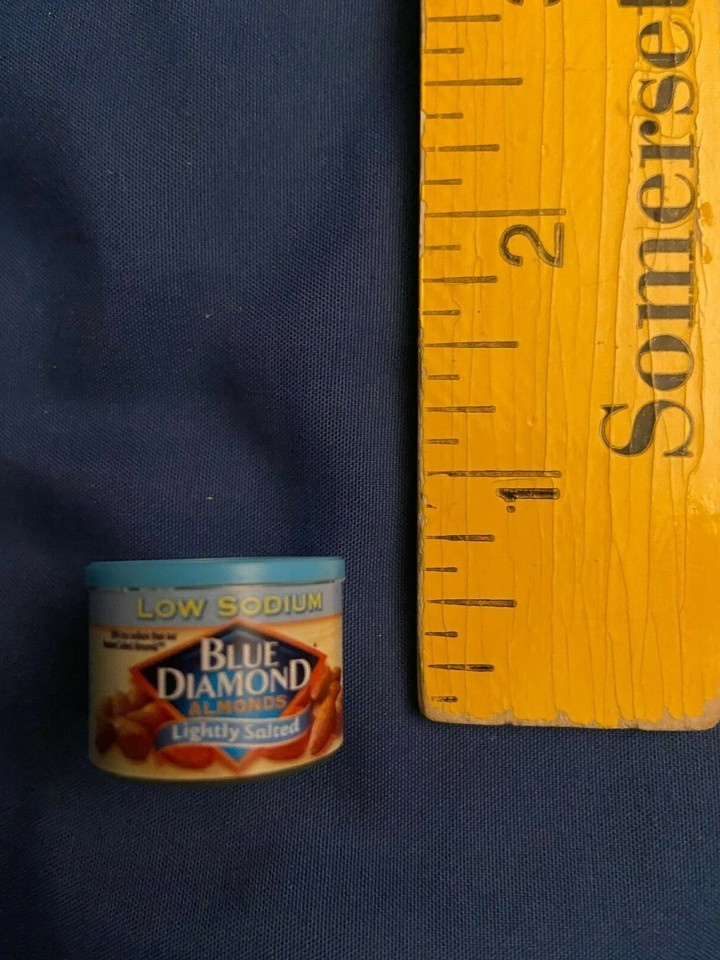 LOW SODIUM
BLUE
DIAMOND
ALMONDS
Lightly Salted
Somerset
2
1